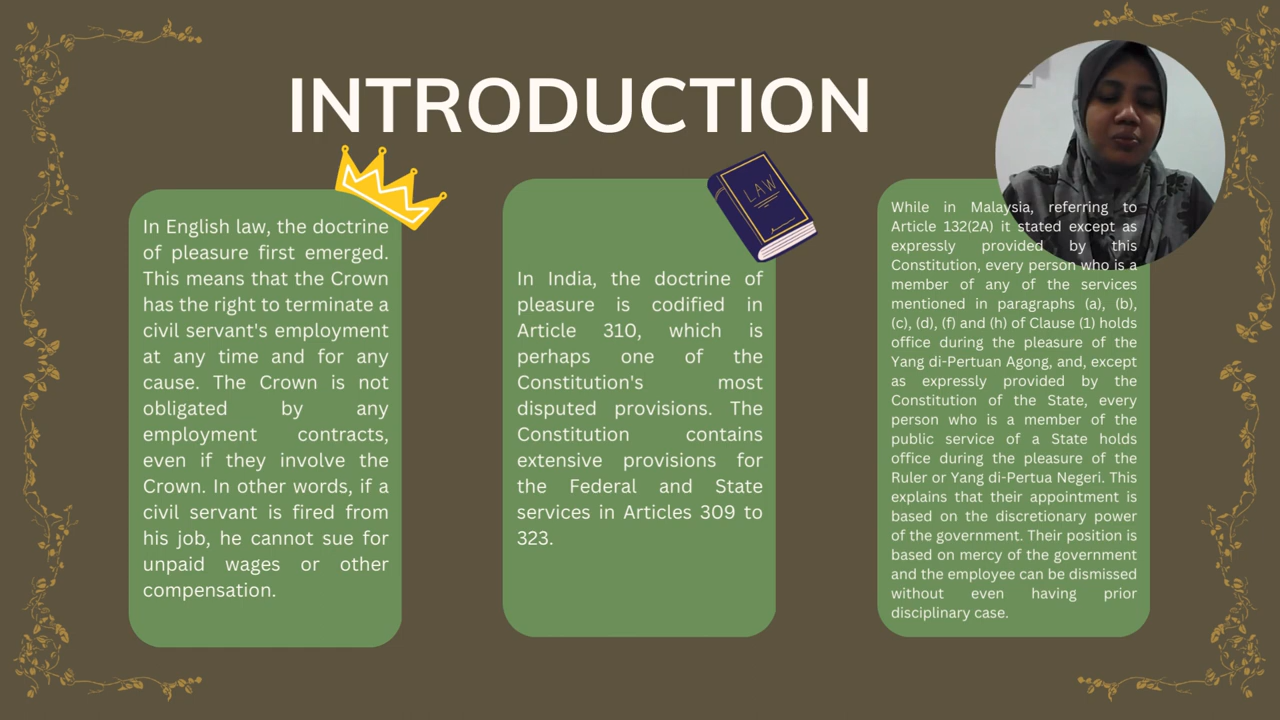 INTRODUCTION
In English law, the doctrine
of pleasure first emerged.
This means that the Crown
has the right to terminate a
civil servant's employment
at any time and for any
cause. The Crown is not
obligated by any
employment contracts,
even if they involve the
Crown. In other words, if a
civil servant is fired from
his job, he cannot sue for
unpaid wages or other
compensation.
LAW
In India, the doctrine of
pleasure is codified in
Article 310, which is
perhaps one of the
Constitution's most
disputed provisions. The
Constitution contains
extensive provisions for
the Federal and State
services in Articles 309 to
323.
While in Malaysia, referring to
Article 132(2A) it stated except as
expressly provided by this
Constitution, every person who is a
member of any of the services
mentioned in paragraphs (a), (b),
(c), (d), (f) and (h) of Clause (1) holds
office during the pleasure of the
Yang di-Pertuan Agong, and, except
as expressly provided by the
Constitution of the State, every
person who is a member of the
public service of a State holds
office during the pleasure of the
Ruler or Yang di-Pertua Negeri. This
explains that their appointment is
based on the discretionary power
of the government. Their position is
based on mercy of the government
and the employee can be dismissed
without even having prior
disciplinary case.